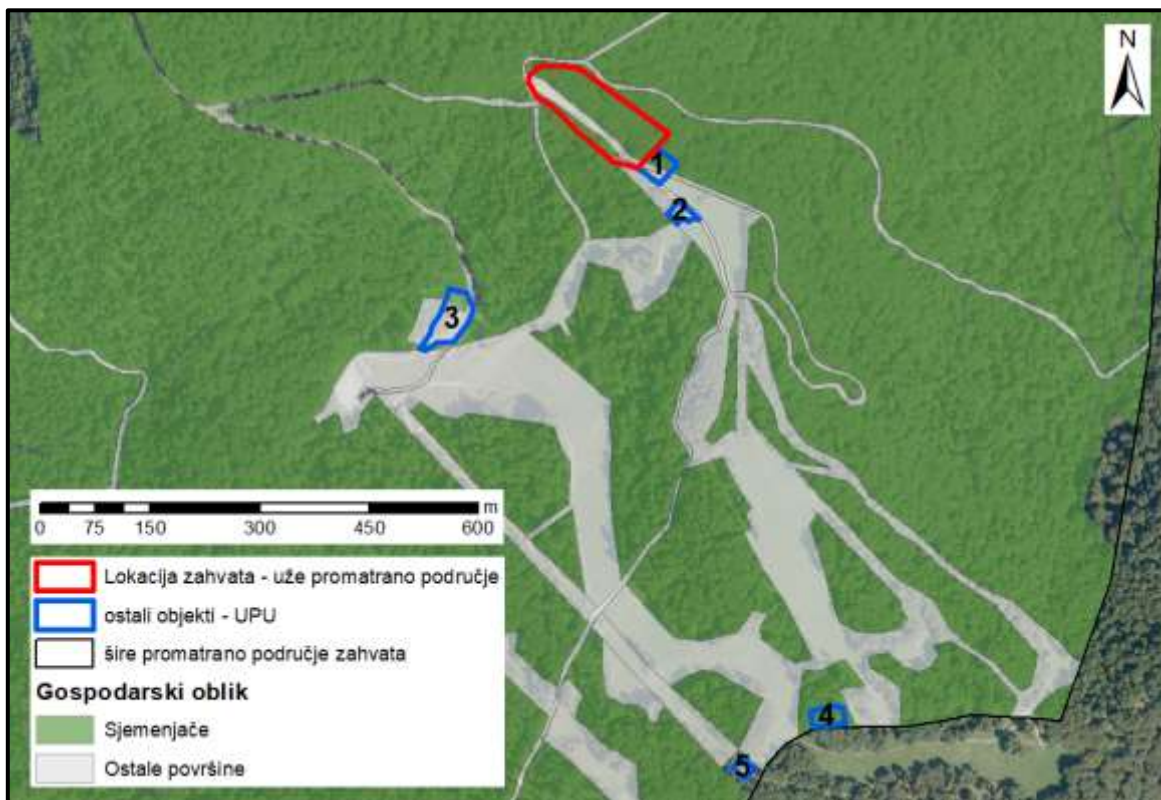 N
1
2
3
4
5
m
0 75 150 300 450 600
Lokacija zahvata - uže promatrano područje
ostali objekti - UPU
šire promatrano područje zahvata
Gospodarski oblik
Sjemenjače
Ostale površine